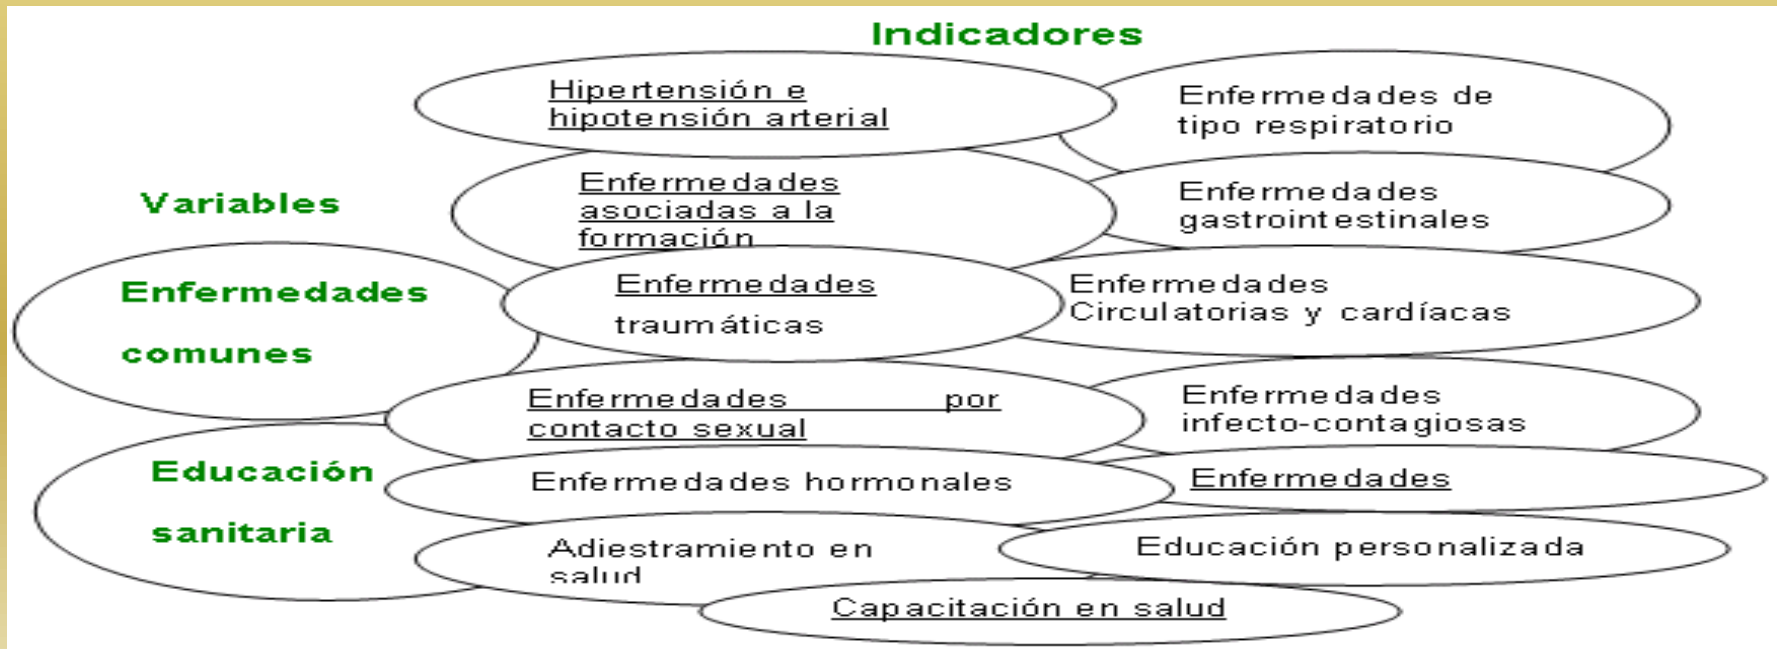 Indicadores
Hipertensión e
hipotensión arterial
Enfermedades de
tipo respiratorio
Variables
Enfermedades
asociadas a la
formación
Enfermedades
gastrointestinales
Enfermedades
comunes
Enfermedades
traumáticas
Enfermedades
Circulatorias y cardíacas
Enfermedades por
contacto sexual
Enfermedades
infecto-contagiosas
Educación
sanitaria
Enfermedades hormonales
Enfermedades
Adiestramiento en
salud
Educación personalizada
Capacitación en salud